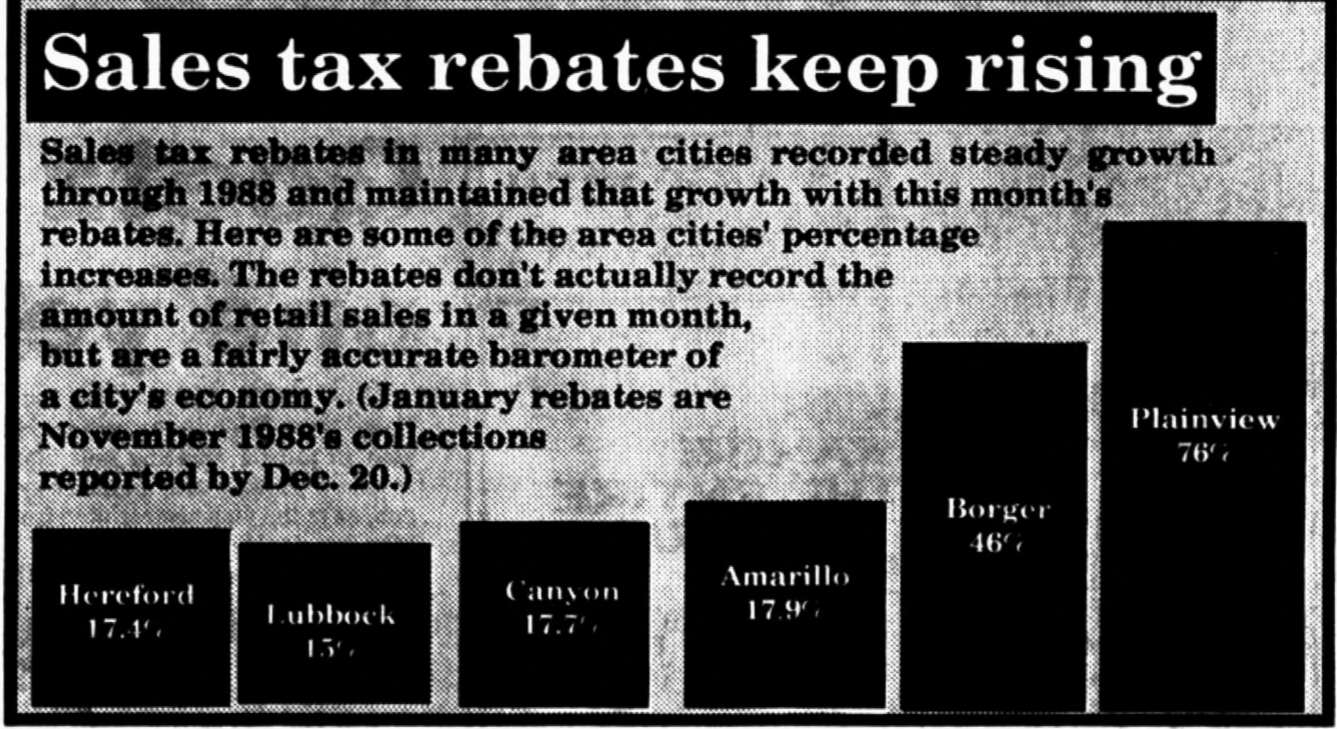 Sales tax rebates keep rising
Sales tax rebates in many area cities recorded steady growth
through 1988 and maintained that growth with this month's
rebates. Here are some of the area cities' percentage
increases. The rebates don't actually record the
amount of retail sales in a given month,
but are a fairly accurate barometer of
a city's economy. (January rebates are
November 1988's collections
reported by Dec. 20.)
Hereford
17.4%
Lubbock
15%
Canyon
17.7%
Amarillo
17.9%
Borger
46%
Plainview
76%